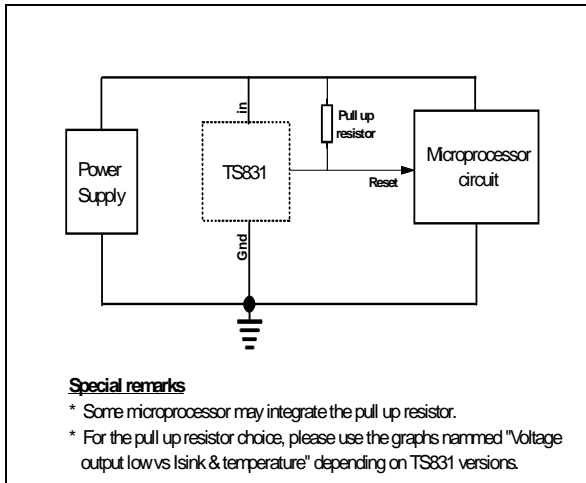 in
Pull up
resistor
Power
Supply
TS831
Microprocessor
circuit
Reset
Gnd
Special remarks
* Some microprocessor may integrate the pull up resistor.
* For the pull up resistor choice, please use the graphs nammed "Voltage
output low vs Isink & temperature" depending on TS831 versions.